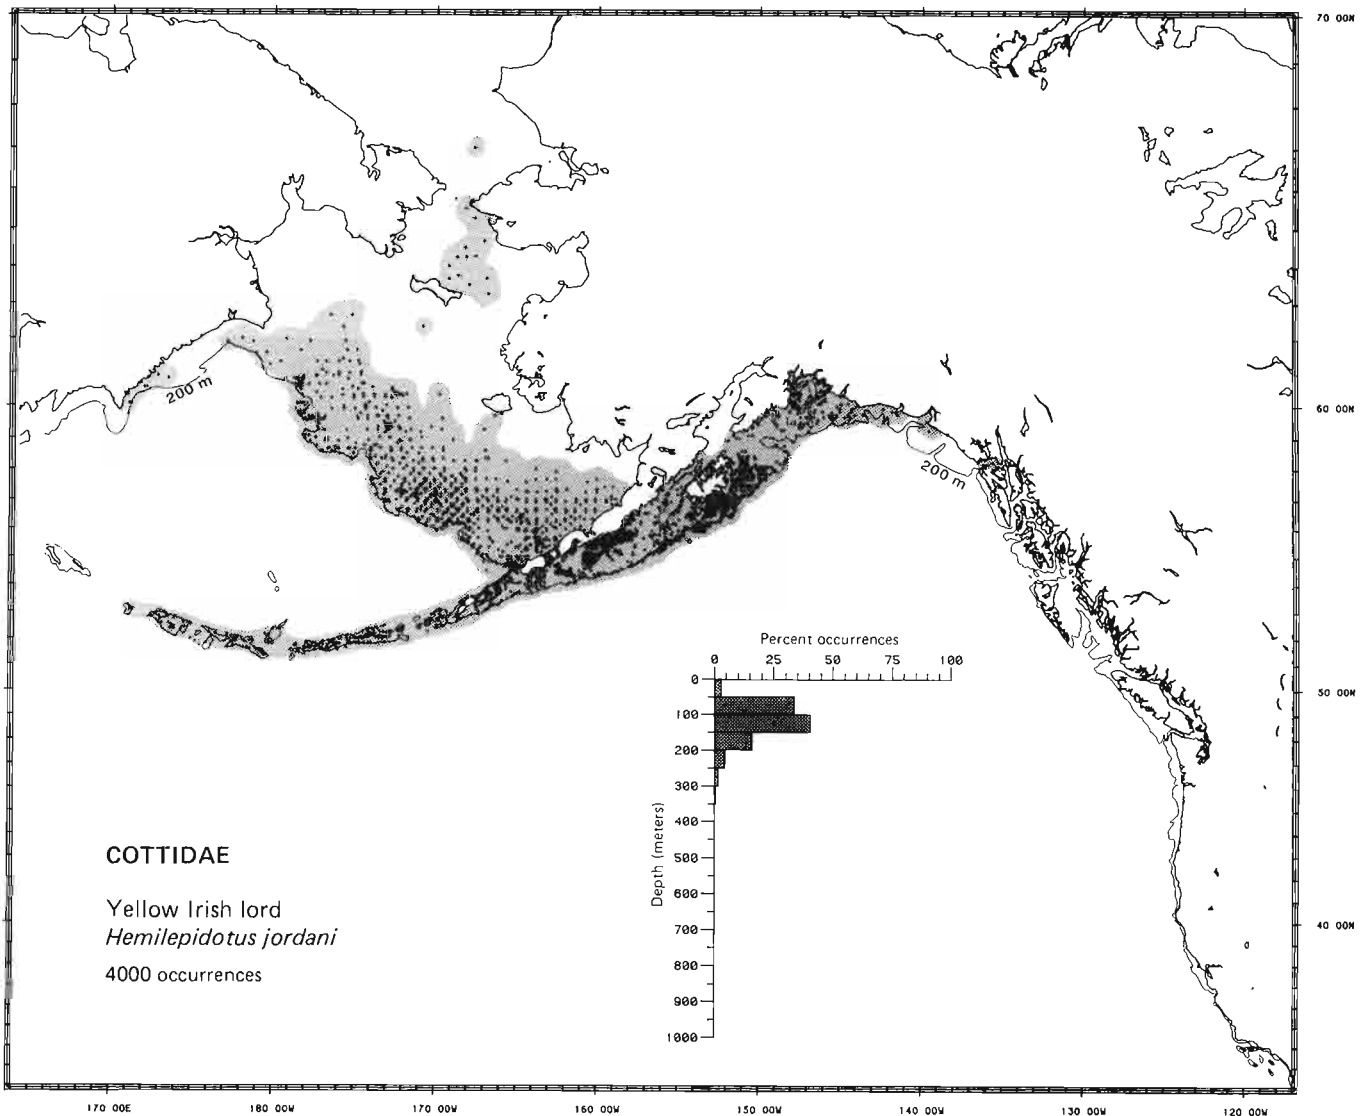 70 00N
200 m
60 00N
200 m
Percent occurrences
0 25 50 75 100
0
50 00N
100
200
300
400
Depth (meters)
500
600
700
800
900
1000
40 00N
COTTIDAE
Yellow Irish lord
Hemilepidotus jordani
4000 occurrences
170 00E 180 00W 170 00W 160 00W 150 00W 140 00W 130 00W 120 00W